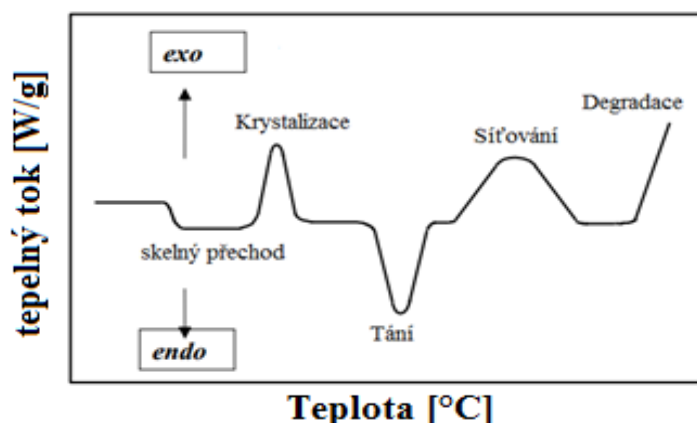 exo
Degradace
Krystalizace
Síťování
skelný přechod
Tání
endo
tepelný tok [W/g]
Teplota [°C]